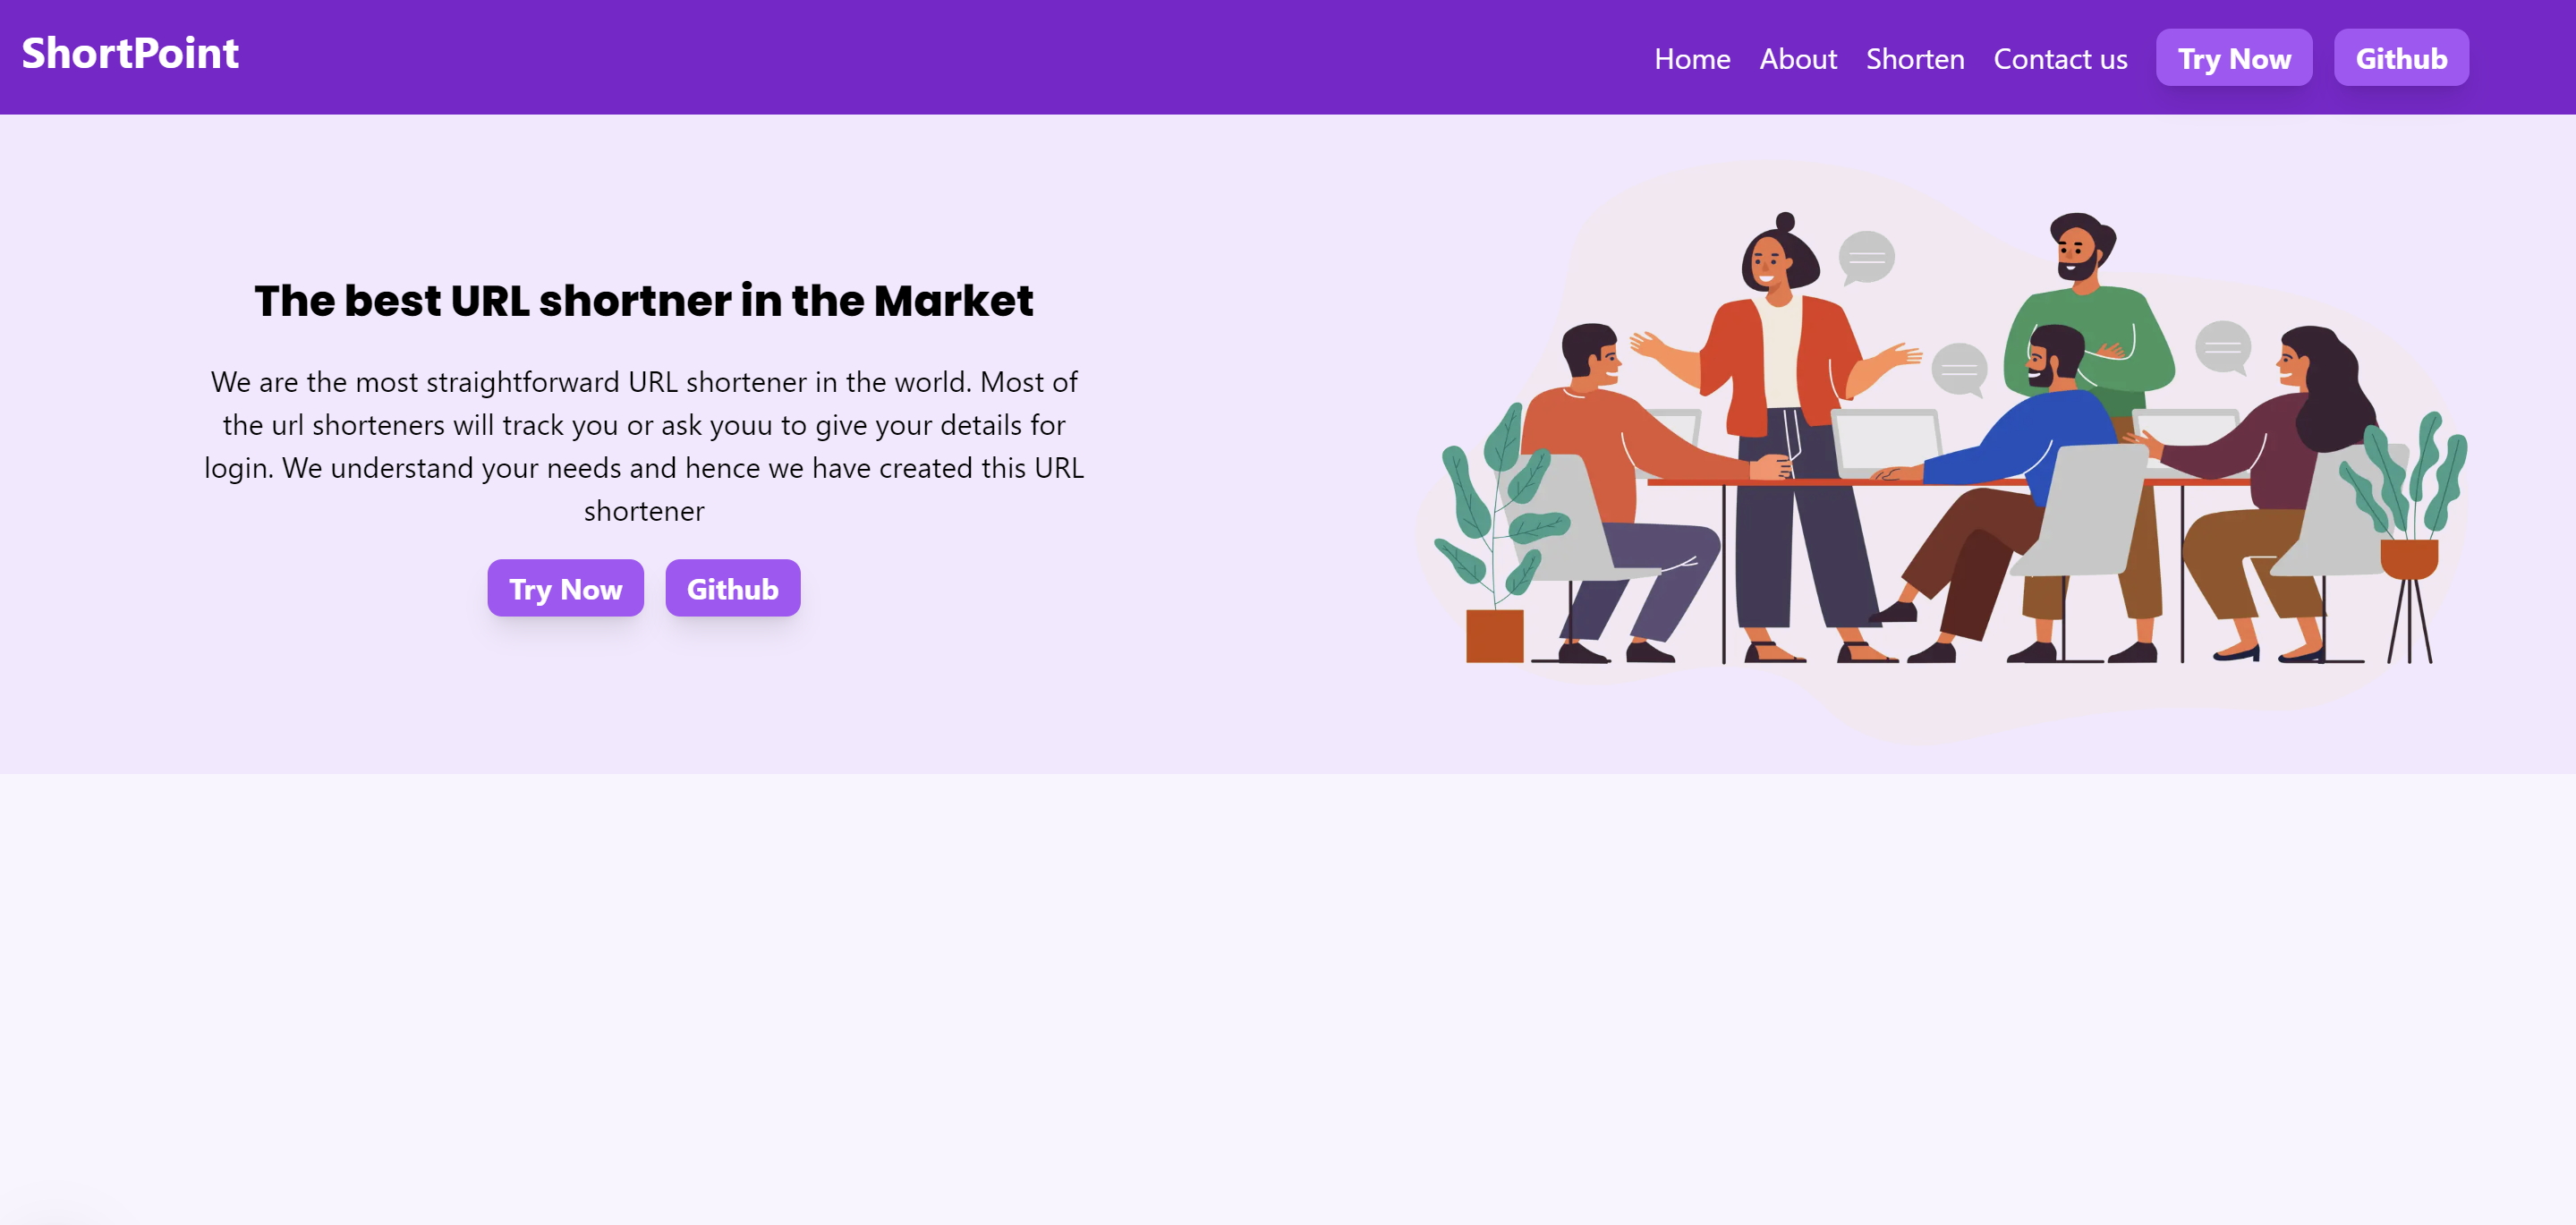 ShortPoint
Home About Shorten Contact us Try Now Github
The best URL shortner in the Market
We are the most straightforward URL shortener in the world. Most of
the url shorteners will track you or ask youu to give your details for
login. We understand your needs and hence we have created this URL
shortener
Try Now Github